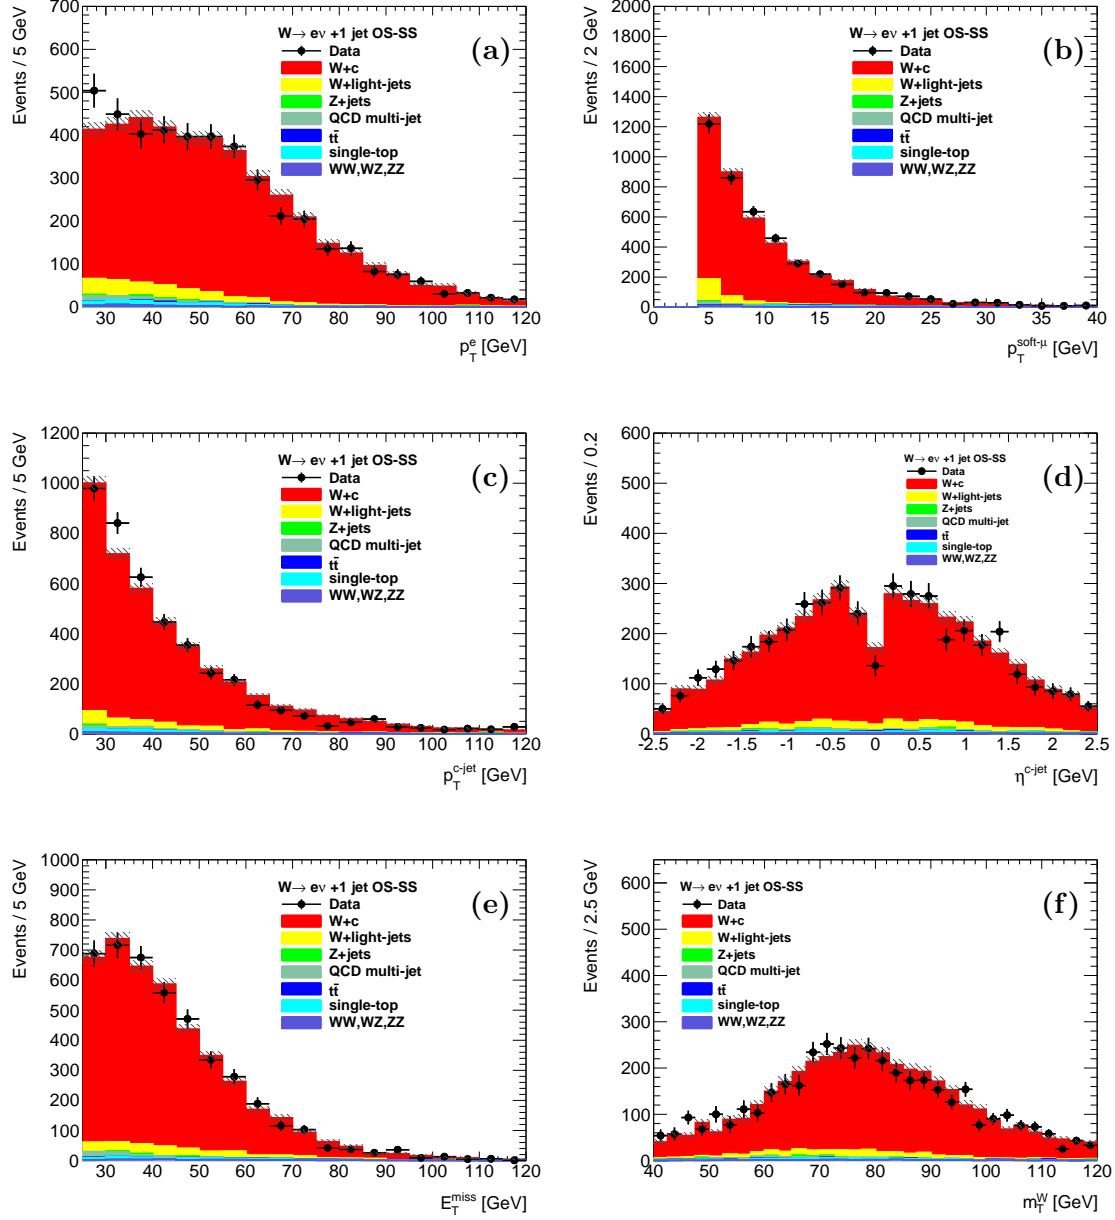 Events / 5 GeV
700
600
500
400
300
200
100
0
W→ eν +1 jet OS-SS
Data
W+c
W+light-jets
Z+jets
QCD multi-jet
tt̄
single-top
WW,WZ,ZZ
(a)
30 40 50 60 70 80 90 100 110 120
p_T^e [GeV]
Events / 2 GeV
2000
1800
1600
1400
1200
1000
800
600
400
200
0
W→ eν +1 jet OS-SS
Data
W+c
W+light-jets
Z+jets
QCD multi-jet
tt̄
single-top
WW,WZ,ZZ
(b)
0 5 10 15 20 25 30 35 40
p_T^soft-μ [GeV]
Events / 5 GeV
1200
1000
800
600
400
200
0
W→ eν +1 jet OS-SS
Data
W+c
W+light-jets
Z+jets
QCD multi-jet
tt̄
single-top
WW,WZ,ZZ
(c)
30 40 50 60 70 80 90 100 110 120
p_T^c-jet [GeV]
Events / 0.2
600
500
400
300
200
100
0
W→ eν +1 jet OS-SS
Data
W+c
W+light-jets
Z+jets
QCD multi-jet
tt̄
single-top
WW,WZ,ZZ
(d)
-2.5 -2 -1.5 -1 -0.5 0 0.5 1 1.5 2 2.5
η^c-jet [GeV]
Events / 5 GeV
1000
900
800
700
600
500
400
300
200
100
0
W→ eν +1 jet OS-SS
Data
W+c
W+light-jets
Z+jets
QCD multi-jet
tt̄
single-top
WW,WZ,ZZ
(e)
30 40 50 60 70 80 90 100 110 120
E_T^miss [GeV]
Events / 2.5 GeV
600
500
400
300
200
100
0
W→ eν +1 jet OS-SS
Data
W+c
W+light-jets
Z+jets
QCD multi-jet
tt̄
single-top
WW,WZ,ZZ
(f)
40 50 60 70 80 90 100 110 120
m_T^W [GeV]